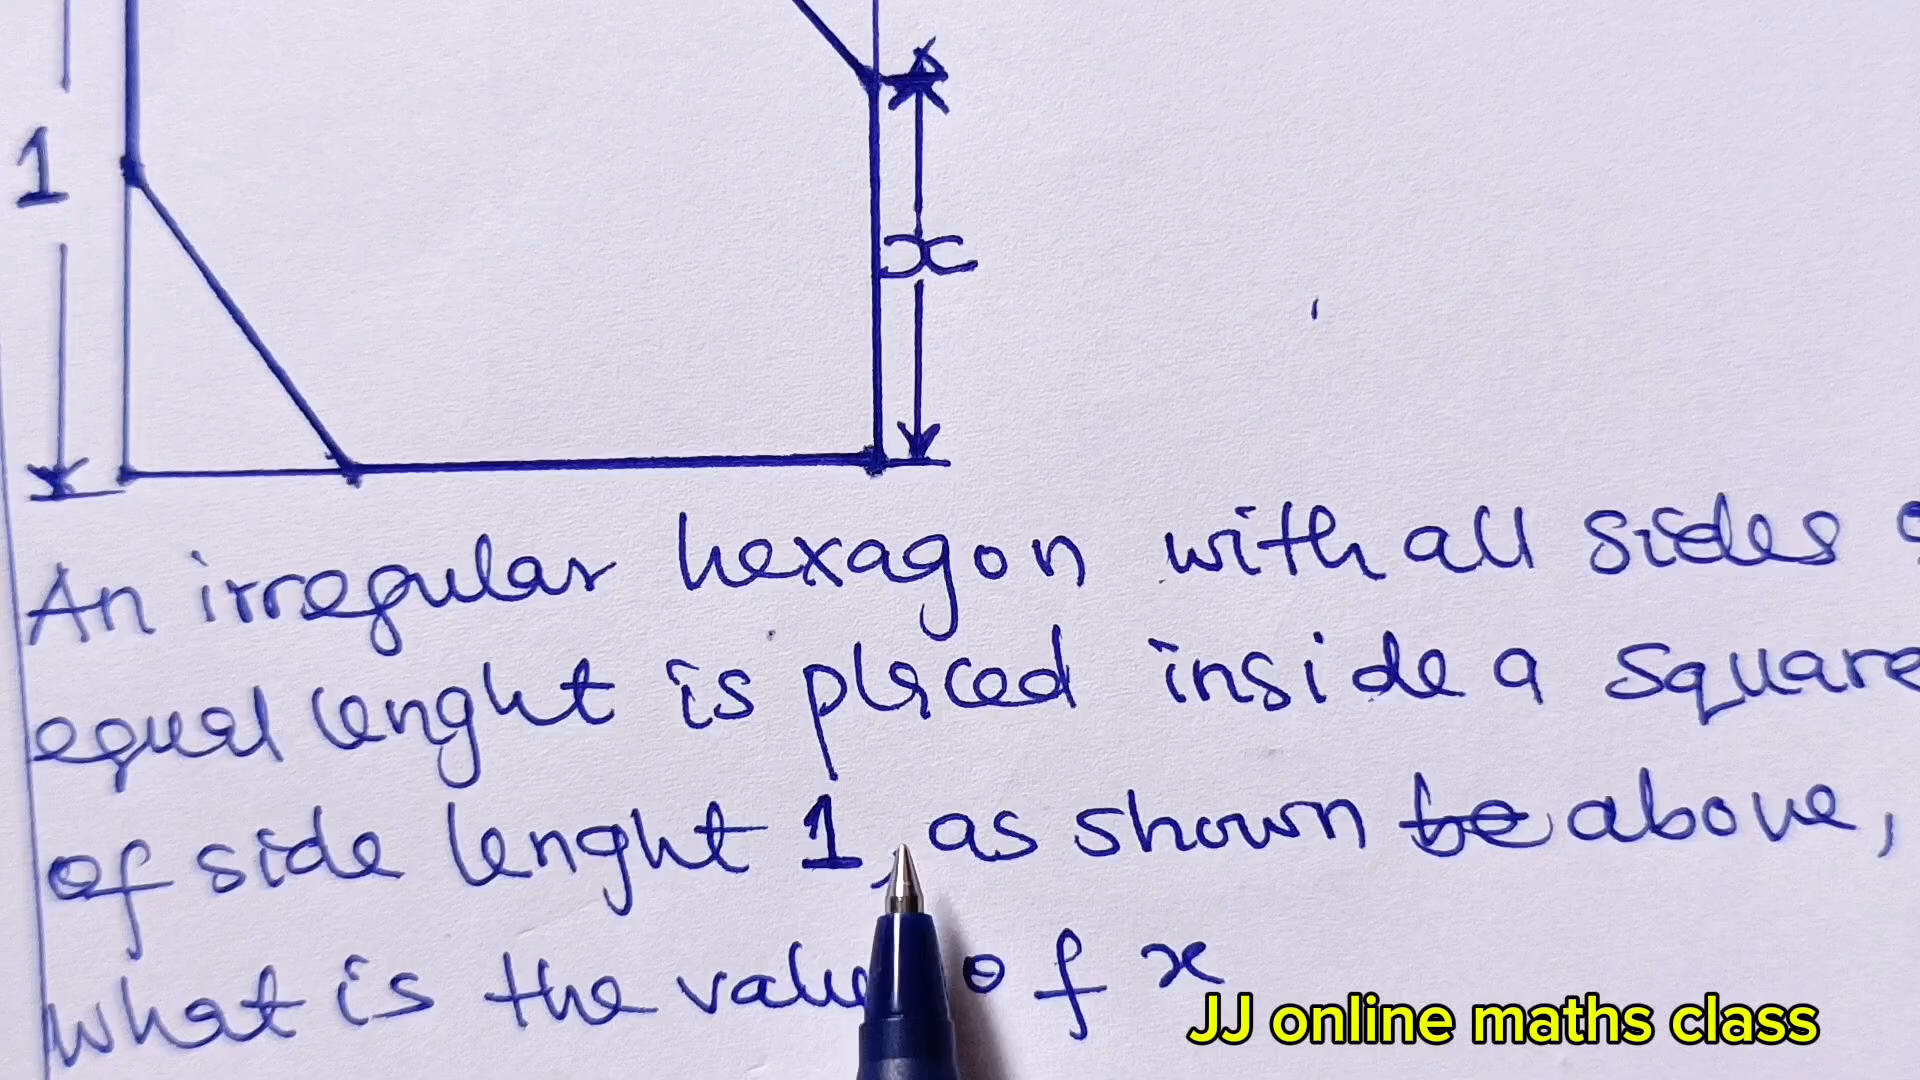 1
x
An irregular hexagon with all sides
equal lenght is placed inside a square
of side lenght 1, as shown be above,
what is the value of x
JJ online maths class